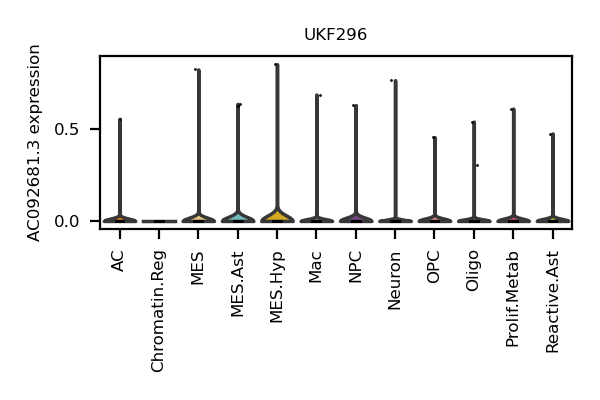 UKF296
AC092681.3 expression
0.5
0.0
AC
Chromatin.Reg
MES
MES.Ast
MES.Hyp
Mac
NPC
Neuron
OPC
Oligo
Prolif.Metab
Reactive.Ast